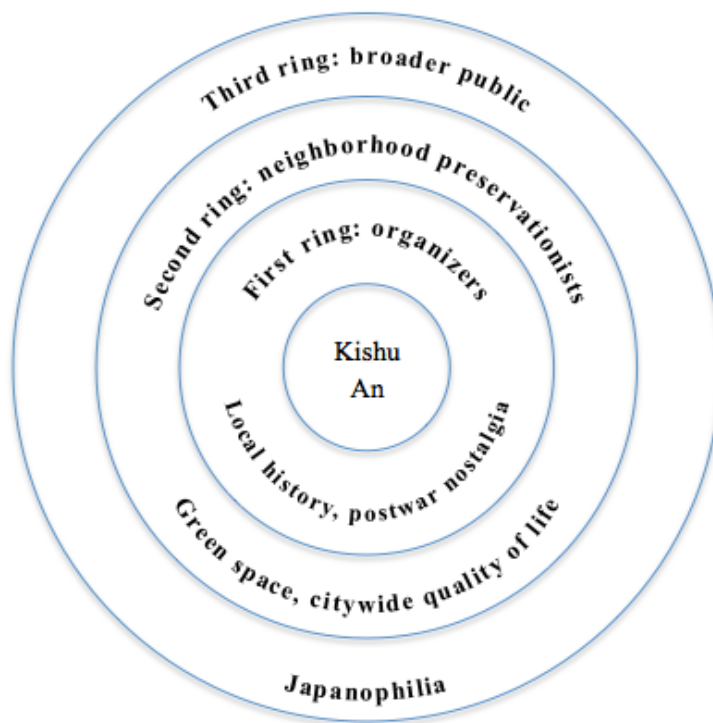 Third ring: broader public
Second ring: neighborhood preservationists
First ring: organizers
Kishu
An
Local history, postwar nostalgia
Green space, citywide quality of life
Japanophilia